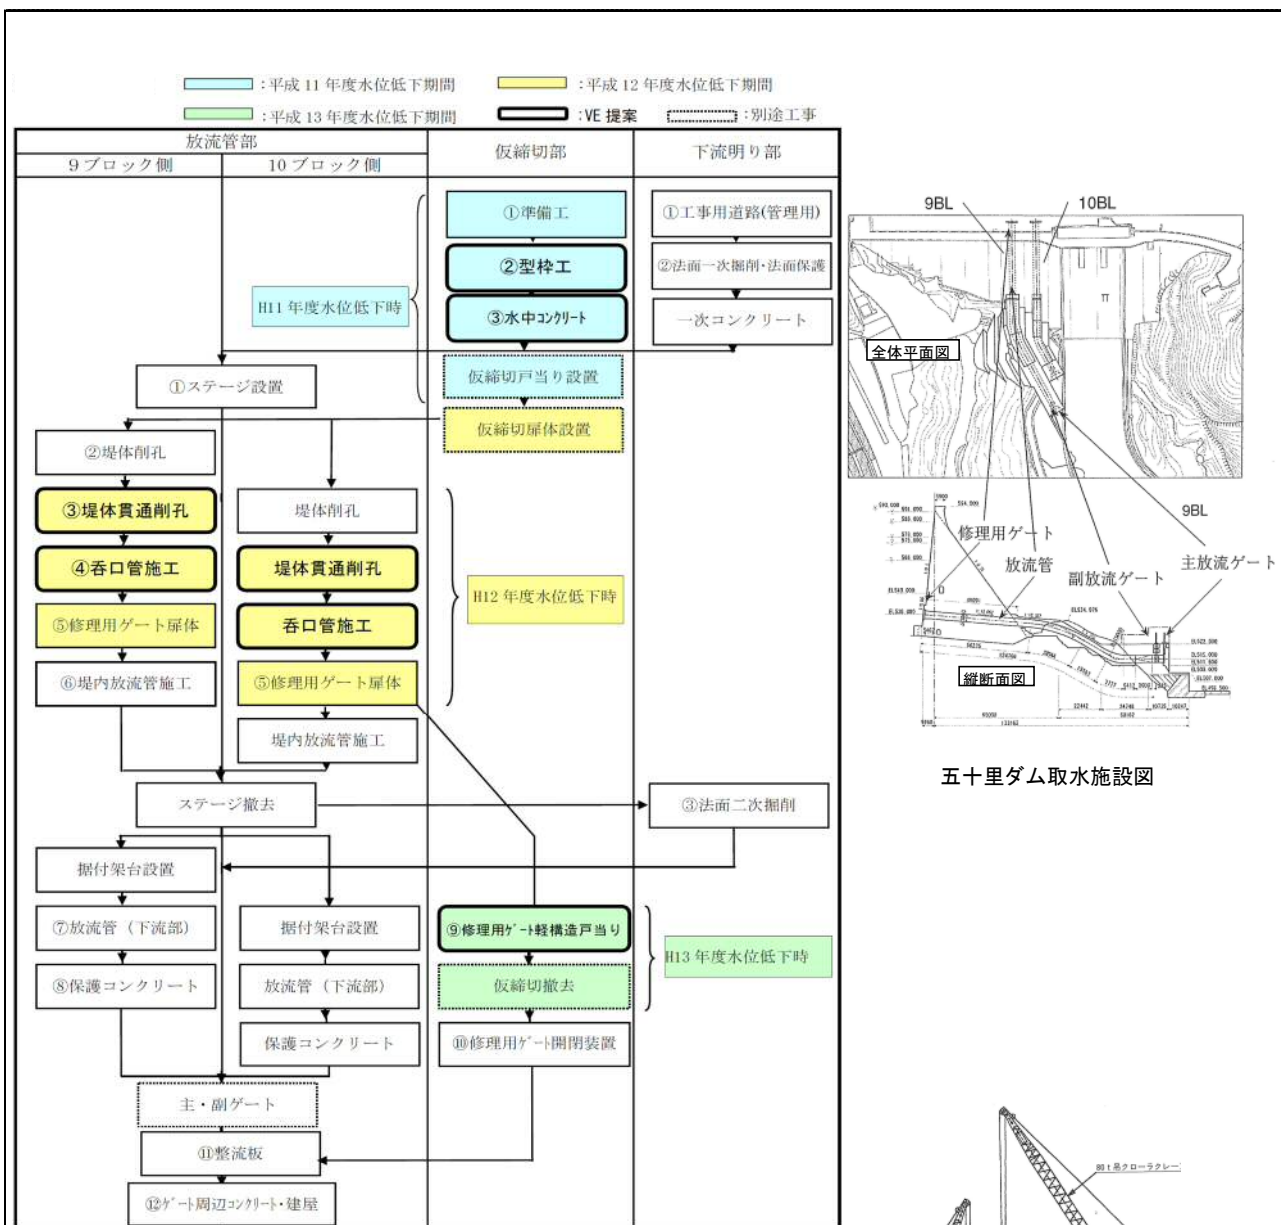 :平成 11 年度水位低下期間
:平成 12 年度水位低下期間
:平成 13 年度水位低下期間
:VE 提案
:別途工事
放流管部
9 ブロック側
10 ブロック側
仮締切部
下流明り部
①準備工
①工事用道路(管理用)
②型枠工
②法面一次掘削・法面保護
H11 年度水位低下時
③水中コンクリート
一次コンクリート
①ステージ設置
仮締切戸当り設置
仮締切扉体設置
②堤体削孔
③堤体貫通削孔
堤体削孔
④呑口管施工
堤体貫通削孔
H12 年度水位低下時
⑤修理用ゲート扉体
呑口管施工
⑥堤内放流管施工
⑤修理用ゲート扉体
堤内放流管施工
ステージ撤去
③法面二次掘削
据付架台設置
⑦放流管（下流部）
据付架台設置
⑨修理用ゲート軽構造戸当り
H13 年度水位低下時
⑧保護コンクリート
放流管（下流部）
仮締切撤去
保護コンクリート
⑩修理用ゲート開閉装置
主・副ゲート
⑪整流板
⑫ゲート周辺コンクリート・建屋
9BL
10BL
全体平面図
9BL
修理用ゲート
放流管
副放流ゲート
主放流ゲート
縦断面図
五十里ダム取水施設図
80ｔ吊クローラクレー